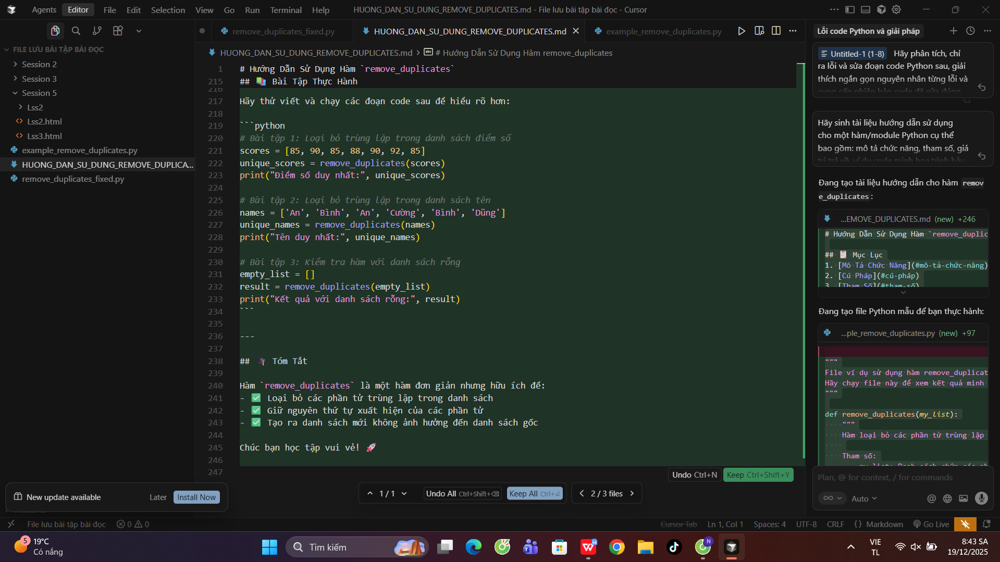 Agents
Editor
File Edit Selection View Go Run Terminal Help
HUONG_DAN_SU_DUNG_REMOVE_DUPLICATES.md - File lưu bài tập bài đọc - Cursor
remove_duplicates_fixed.py
HUONG_DAN_SU_DUNG_REMOVE_DUPLICATES.md
example_remove_duplicates.py
HUONG_DAN_SU_DUNG_REMOVE_DUPLICATES.md > # Hướng Dẫn Sử Dụng Hàm remove_duplicates
FILE LƯU BÀI TẬP BÀI ĐỌC
Session 2
Session 3
Session 5
Lss2
Lss2.html
Lss3.html
example_remove_duplicates.py
HUONG_DAN_SU_DUNG_REMOVE_DUPLICA...
remove_duplicates_fixed.py
1 # Hướng Dẫn Sử Dụng Hàm `remove_duplicates`
215 ## 📚 Bài Tập Thực Hành
216
217 Hãy thử viết và chạy các đoạn code sau để hiểu rõ hơn:
218
219 ```python
220 # Bài tập 1: Loại bỏ trùng lặp trong danh sách điểm số
221 scores = [85, 90, 85, 88, 90, 92, 85]
222 unique_scores = remove_duplicates(scores)
223 print("Điểm số duy nhất:", unique_scores)
224
225 # Bài tập 2: Loại bỏ trùng lặp trong danh sách tên
226 names = ['An', 'Bình', 'An', 'Cường', 'Bình', 'Dũng']
227 unique_names = remove_duplicates(names)
228 print("Tên duy nhất:", unique_names)
229
230 # Bài tập 3: Kiểm tra hàm với danh sách rỗng
231 empty_list = []
232 result = remove_duplicates(empty_list)
233 print("Kết quả với danh sách rỗng:", result)
234 ```
235
236 ---
237
238 ## 🎓 Tóm Tắt
239
240 Hàm `remove_duplicates` là một hàm đơn giản nhưng hữu ích để:
241 - ✅ Loại bỏ các phần tử trùng lặp trong danh sách
242 - ✅ Giữ nguyên thứ tự xuất hiện của các phần tử
243 - ✅ Tạo ra danh sách mới không ảnh hưởng đến danh sách gốc
244
245 Chúc bạn học tập vui vẻ! 🚀
246
247
Undo Ctrl+N
Keep Ctrl+Shift+Y
1 / 1
Undo All Ctrl+Shift+⌫
Keep All Ctrl+⏎
2 / 3 files
Lỗi code Python và giải pháp
Untitled-1 (1-8) Hãy phân tích, chỉ
ra lỗi và sửa đoạn code Python sau, giải
thích ngắn gọn nguyên nhân từng lỗi và
cung cấp phiên bản code đã sửa đúng
Hãy sinh tài liệu hướng dẫn sử dụng
cho một hàm/module Python cụ thể
bao gồm: mô tả chức năng, tham số, giá
trị trả về, ví dụ code minh họa trình bày
Đang tạo tài liệu hướng dẫn cho hàm remov
e_duplicates:
...EMOVE_DUPLICATES.md (new) +246
# Hướng Dẫn Sử Dụng Hàm `remove_duplic
## 📋 Mục Lục
1. [Mô Tả Chức Năng](#mô-tả-chức-năng)
2. [Cú Pháp](#cú-pháp)
3. [Tham Số](#tham-số)
Đang tạo file Python mẫu để bạn thực hành:
...ple_remove_duplicates.py (new) +97
"""
File ví dụ sử dụng hàm remove_duplicat
Hãy chạy file này để xem kết quả minh
"""
def remove_duplicates(my_list):
"""
Hàm loại bỏ các phần tử trùng lặp
Tham số:
Plan, @ for context, / for commands
Auto
New update available
Later
Install Now
File lưu bài tập bài đọc
0 0
Cursor Tab
Ln 1, Col 1
Spaces: 4
UTF-8
CRLF
{} Markdown
Go Live
5
19°C
Có nắng
Tìm kiếm
N
VIE
TL
8:43 SA
19/12/2025